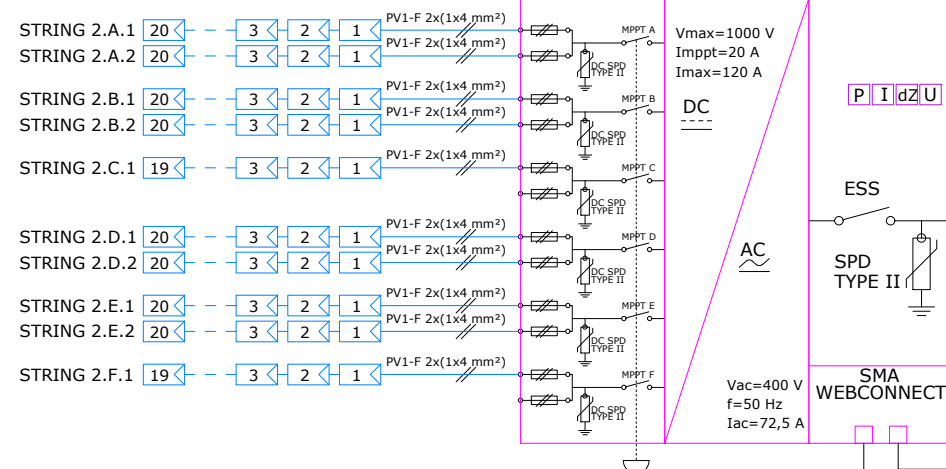 STRING 2.A.1 20 3 2 1 PV1-F 2x(1x4 mm²)
STRING 2.A.2 20 3 2 1 PV1-F 2x(1x4 mm²)
MPPT A
DC SPD
TYPE II
STRING 2.B.1 20 3 2 1 PV1-F 2x(1x4 mm²)
STRING 2.B.2 20 3 2 1 PV1-F 2x(1x4 mm²)
MPPT B
DC SPD
TYPE II
STRING 2.C.1 19 3 2 1 PV1-F 2x(1x4 mm²)
MPPT C
DC SPD
TYPE II
STRING 2.D.1 20 3 2 1 PV1-F 2x(1x4 mm²)
STRING 2.D.2 20 3 2 1 PV1-F 2x(1x4 mm²)
MPPT D
DC SPD
TYPE II
STRING 2.E.1 20 3 2 1 PV1-F 2x(1x4 mm²)
STRING 2.E.2 20 3 2 1 PV1-F 2x(1x4 mm²)
MPPT E
DC SPD
TYPE II
STRING 2.F.1 19 3 2 1 PV1-F 2x(1x4 mm²)
MPPT F
DC SPD
TYPE II
Vmax=1000 V
Imppt=20 A
Imax=120 A
DC
AC
Vac=400 V
f=50 Hz
Iac=72,5 A
P I dZ U
ESS
SPD
TYPE II
SMA
WEBCONNECT